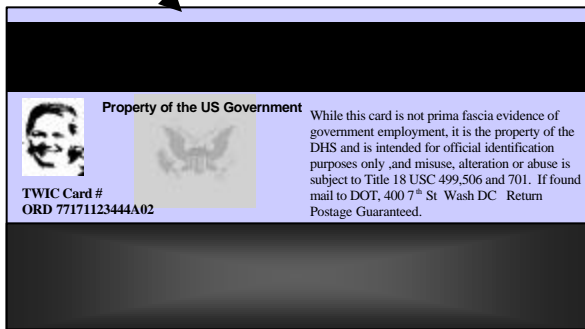 Property of the US Government
While this card is not prima fascia evidence of
government employment, it is the property of the
DHS and is intended for official identification
purposes only ,and misuse, alteration or abuse is
subject to Title 18 USC 499,506 and 701. If found
mail to DOT, 400 7th St Wash DC Return
Postage Guaranteed.
TWIC Card #
ORD 77171123444A02